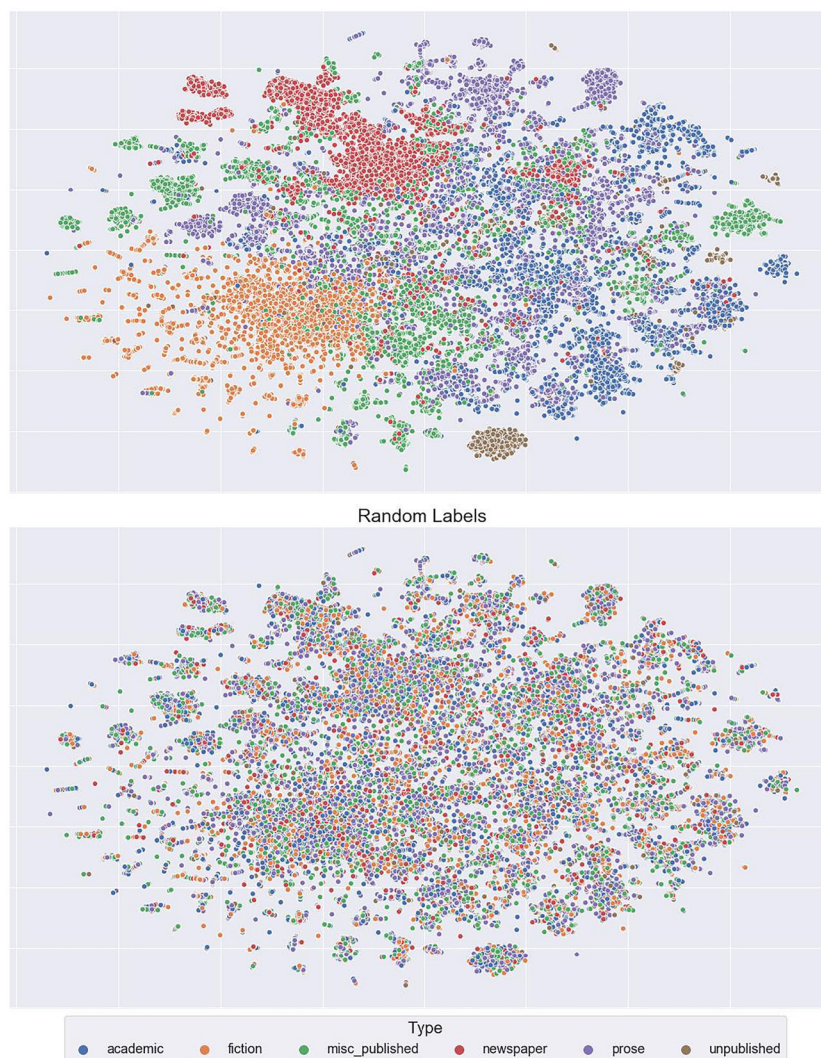 Random Labels
Type
academic fiction misc_published newspaper prose unpublished